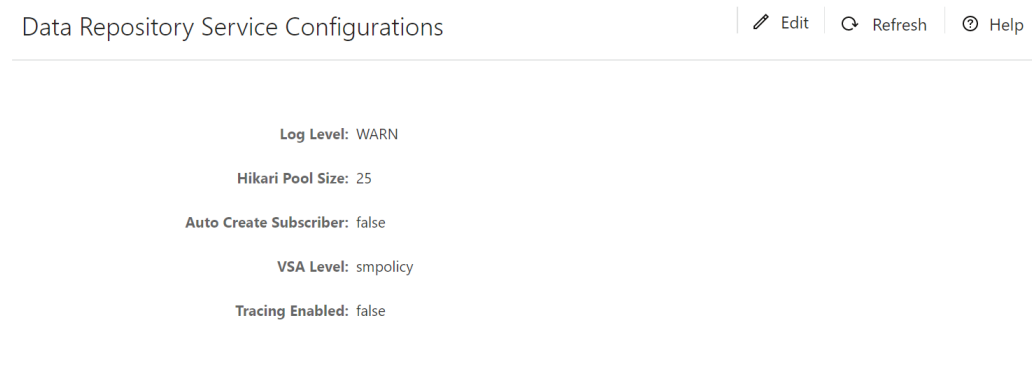 Data Repository Service Configurations
Edit
Refresh
Help
Log Level: WARN
Hikari Pool Size: 25
Auto Create Subscriber: false
VSA Level: smpolicy
Tracing Enabled: false